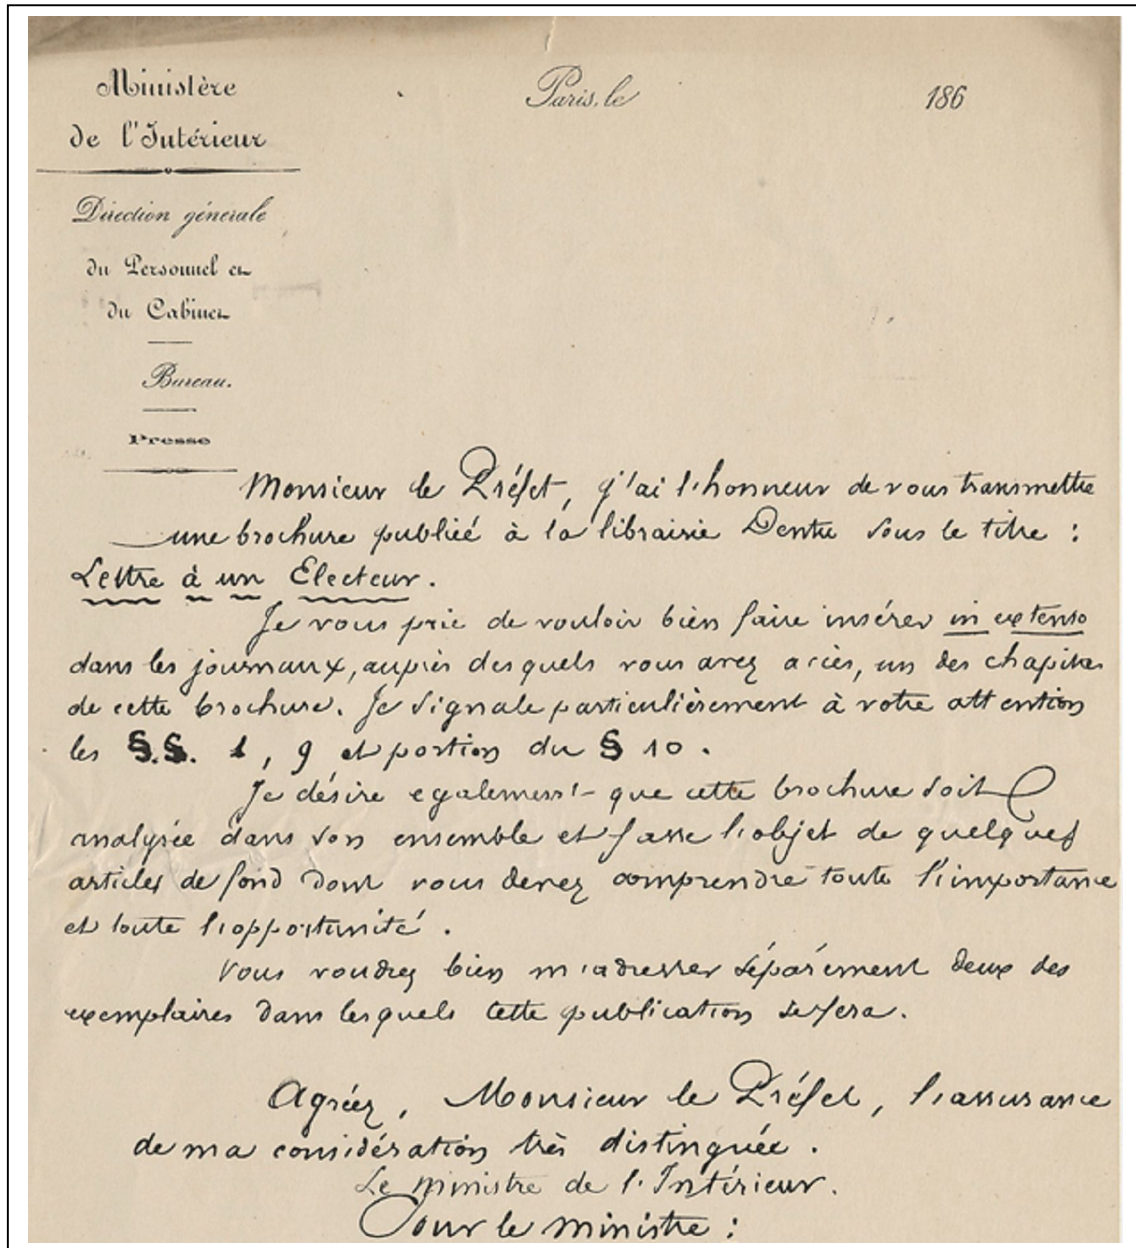 Ministère
de l'Intérieur
Paris, le
186
Direction générale
du Personnel et
du Cabinet
Bureau.
Presse
Monsieur le Préfet, j'ai l'honneur de vous transmettre
une brochure publiée à la librairie Dentu sous le titre :
Lettre à un Electeur.
Je vous prie de vouloir bien faire insérer in extenso
dans les journaux, auprès desquels vous avez accès, un des chapitres
de cette brochure. Je signale particulièrement à votre attention
les §.§. 1, 9 et portion du § 10.
Je désire egalement que cette brochure soit
analysée dans son ensemble et fasse l'objet de quelques
articles de fond dont vous devez comprendre toute l'importance
et toute l'opportunité.
Vous voudrez bien m'adresser séparément deux des
exemplaires dans lesquels cette publication se fera.
Agréez, Monsieur le Préfet, l'assurance
de ma considération très distinguée.
Le Ministre de l'Intérieur.
Pour le Ministre :